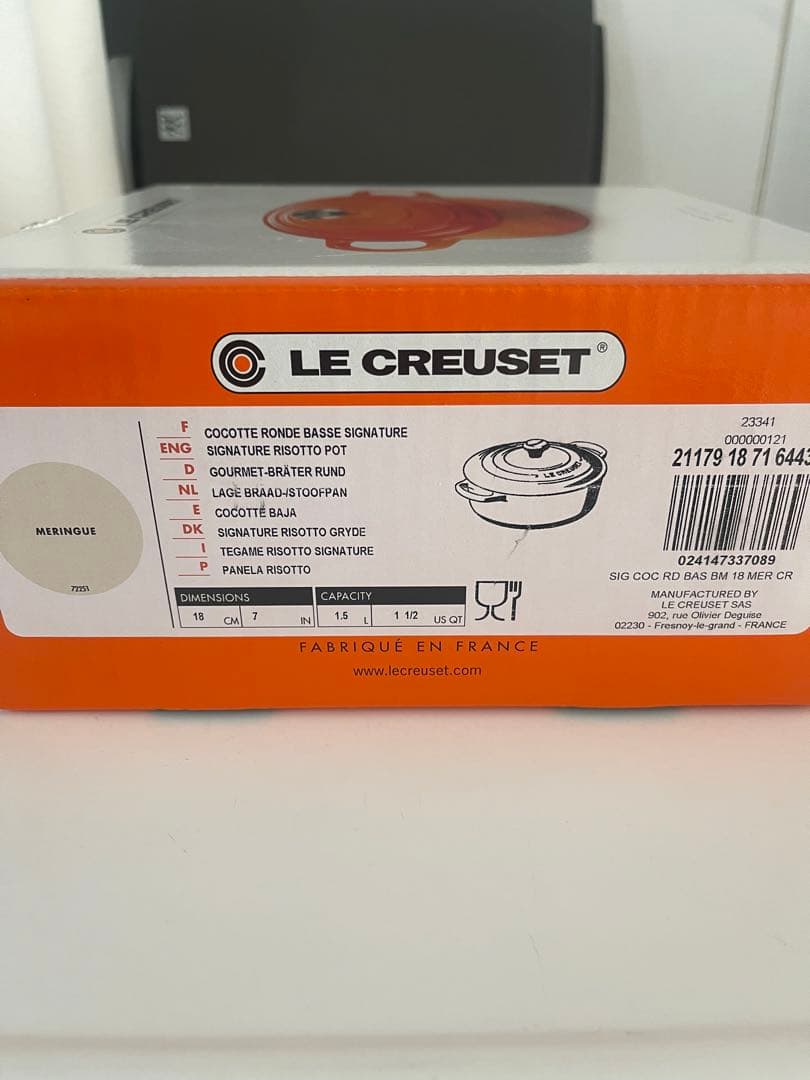 LE CREUSET®
F COCOTTE RONDE BASSE SIGNATURE
ENG SIGNATURE RISOTTO POT
D GOURMET-BRÄTER RUND
NL LAGE BRAAD-/STOOFPAN
E COCOTTE BAJA
DK SIGNATURE RISOTTO GRYDE
I TEGAME RISOTTO SIGNATURE
P PANELA RISOTTO
MERINGUE
72251
DIMENSIONS CAPACITY
18 CM 7 IN 1.5 L 1 1/2 US QT
LE CREUSET
23341
000000121
21179 18 71 6443
024147337089
SIG COC RD BAS BM 18 MER CR
MANUFACTURED BY
LE CREUSET SAS
902, rue Olivier Deguise
02230 - Fresnoy-le-grand - FRANCE
FABRIQUÉ EN FRANCE
www.lecreuset.com